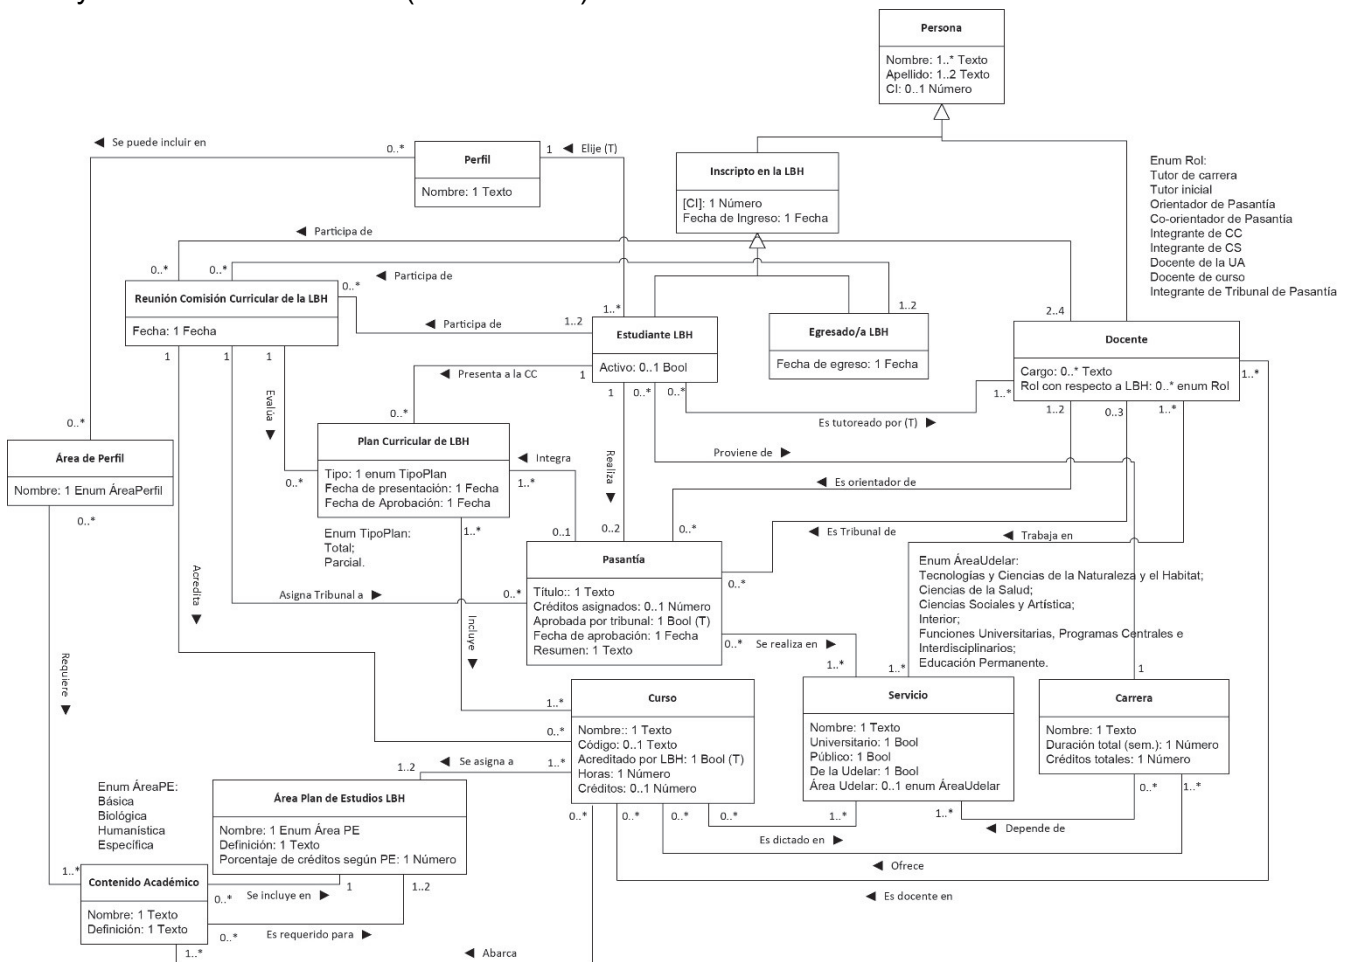 Persona
Nombre: 1..* Texto
Apellido: 1..2 Texto
CI: 0..1 Número
◄ Se puede incluir en
0..*
Perfil
Nombre: 1 Texto
1
◄ Elije (T)
Inscripto en la LBH
[CI]: 1 Número
Fecha de Ingreso: 1 Fecha
Enum Rol:
Tutor de carrera
Tutor inicial
Orientador de Pasantía
Co-orientador de Pasantía
Integrante de CC
Integrante de CS
Docente de la UA
Docente de curso
Integrante de Tribunal de Pasantía
◄ Participa de
0..*
0..*
◄ Participa de
0..*
Reunión Comisión Curricular de la LBH
Fecha: 1 Fecha
◄ Participa de
1..2
1..*
Estudiante LBH
Activo: 0..1 Bool
1..2
Egresado/a LBH
Fecha de egreso: 1 Fecha
2..4
Docente
Cargo: 0..* Texto
Rol con respecto a LBH: 0..* enum Rol
1..*
1
1
1
◄ Presenta a la CC
1
1
0..*
0..*
1..*
1..2
0..3
1..*
Evalúa ►
0..*
Es tutoreado por (T) ►
0..*
Área de Perfil
Nombre: 1 Enum ÁreaPerfil
0..*
Plan Curricular de LBH
Tipo: 1 enum TipoPlan
Fecha de presentación: 1 Fecha
Fecha de Aprobación: 1 Fecha
0..*
◄ Integra
1..*
Realiza ►
Proviene de ►
◄ Es orientador de
Enum TipoPlan:
Total;
Parcial.
1..*
0..1
0..2
0..*
◄ Es Tribunal de
◄ Trabaja en
Pasantía
Título:: 1 Texto
Créditos asignados: 0..1 Número
Aprobada por tribunal: 1 Bool (T)
Fecha de aprobación: 1 Fecha
Resumen: 1 Texto
0..*
Enum ÁreaUdelar:
Tecnologías y Ciencias de la Naturaleza y el Habitat;
Ciencias de la Salud;
Ciencias Sociales y Artística;
Interior;
Funciones Universitarias, Programas Centrales e
Interdisciplinarios;
Educación Permanente.
Acredita ►
Asigna Tribunal a ►
0..*
Incluye ►
0..*
Se realiza en ►
1..*
1..*
1
Requiere ►
1..*
0..*
Curso
Nombre:: 1 Texto
Código: 0..1 Texto
Acreditado por LBH: 1 Bool (T)
Horas: 1 Número
Créditos: 0..1 Número
Servicio
Nombre: 1 Texto
Universitario: 1 Bool
Público: 1 Bool
De la Udelar: 1 Bool
Área Udelar: 0..1 enum ÁreaUdelar
Carrera
Nombre: 1 Texto
Duración total (sem.): 1 Número
Créditos totales: 1 Número
◄ Se asigna a
1..2
1..*
Enum ÁreaPE:
Básica
Biológica
Humanística
Específica
Área Plan de Estudios LBH
Nombre: 1 Enum Área PE
Definición: 1 Texto
Porcentaje de créditos según PE: 1 Número
0..*
0..*
0..*
0..*
1..*
1..*
0..*
1..*
Es dictado en ►
◄ Depende de
◄ Ofrece
◄ Es docente en
1..*
Contenido Académico
Nombre: 1 Texto
Definición: 1 Texto
0..*
Se incluye en ►
1
1..2
0..*
Es requerido para ►
1..*
◄ Abarca